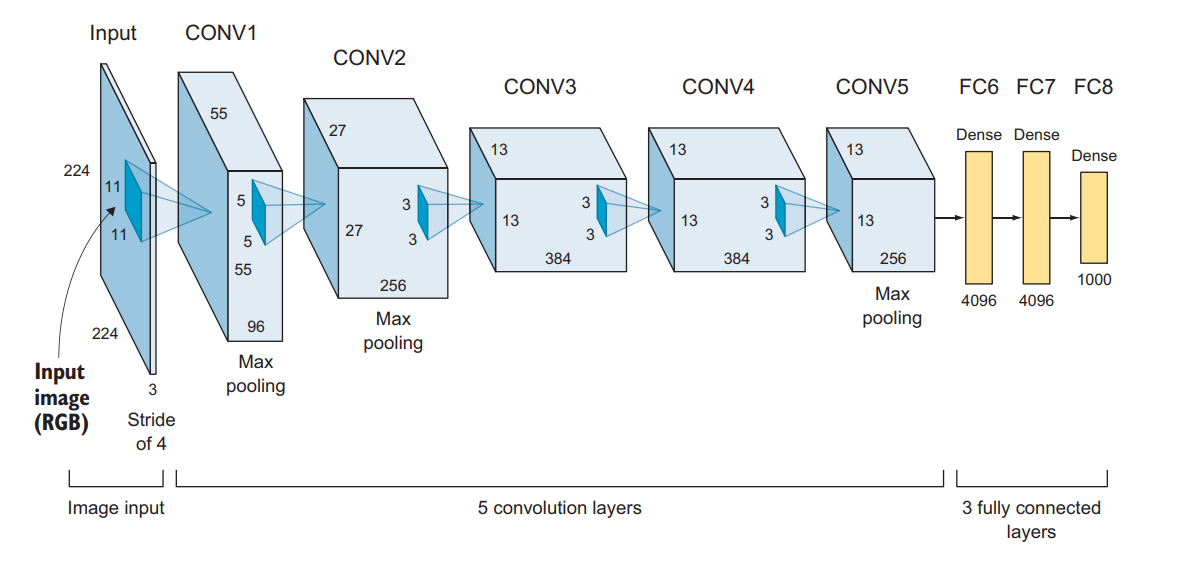 Input
CONV1
CONV2
CONV3
CONV4
CONV5
FC6
FC7
FC8
224
11
11
224
3
Stride
of 4
Input
image
(RGB)
55
5
5
55
96
Max
pooling
27
27
3
3
256
Max
pooling
13
13
3
3
384
13
13
3
3
384
13
13
256
Max
pooling
Dense
4096
Dense
4096
Dense
1000
Image input
5 convolution layers
3 fully connected
layers